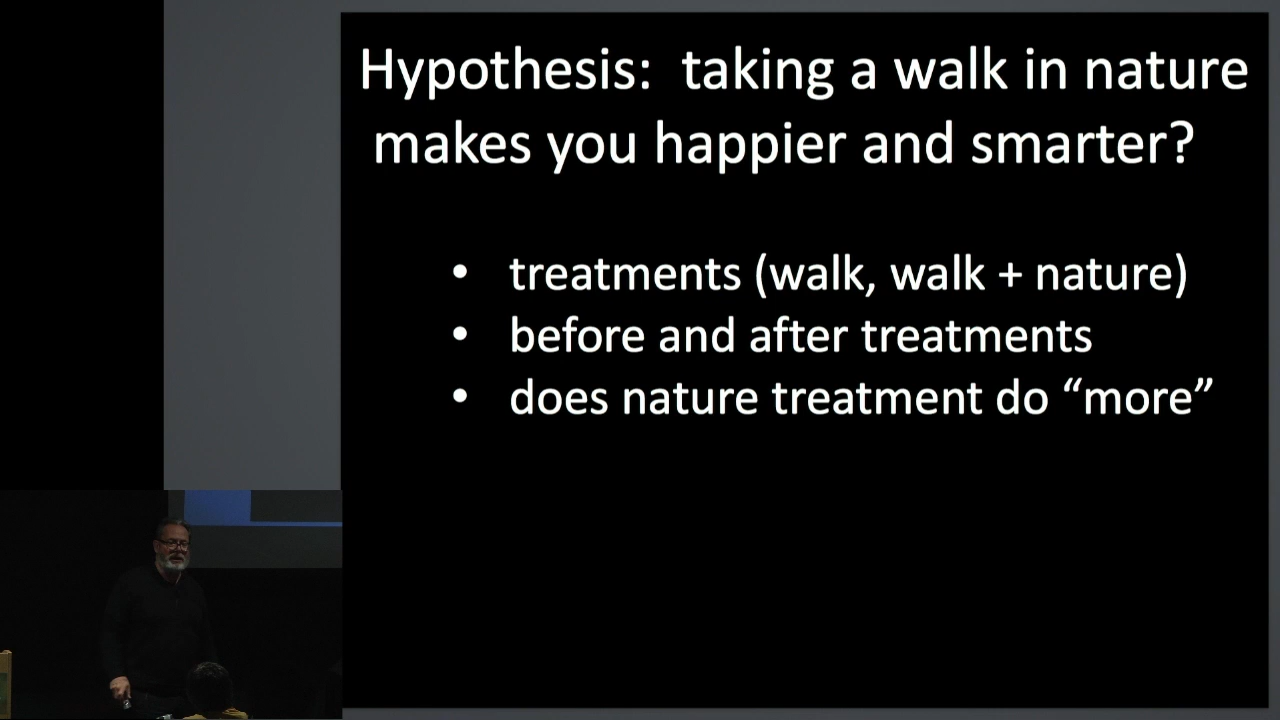 Hypothesis: taking a walk in nature
makes you happier and smarter?
• treatments (walk, walk + nature)
• before and after treatments
• does nature treatment do “more”